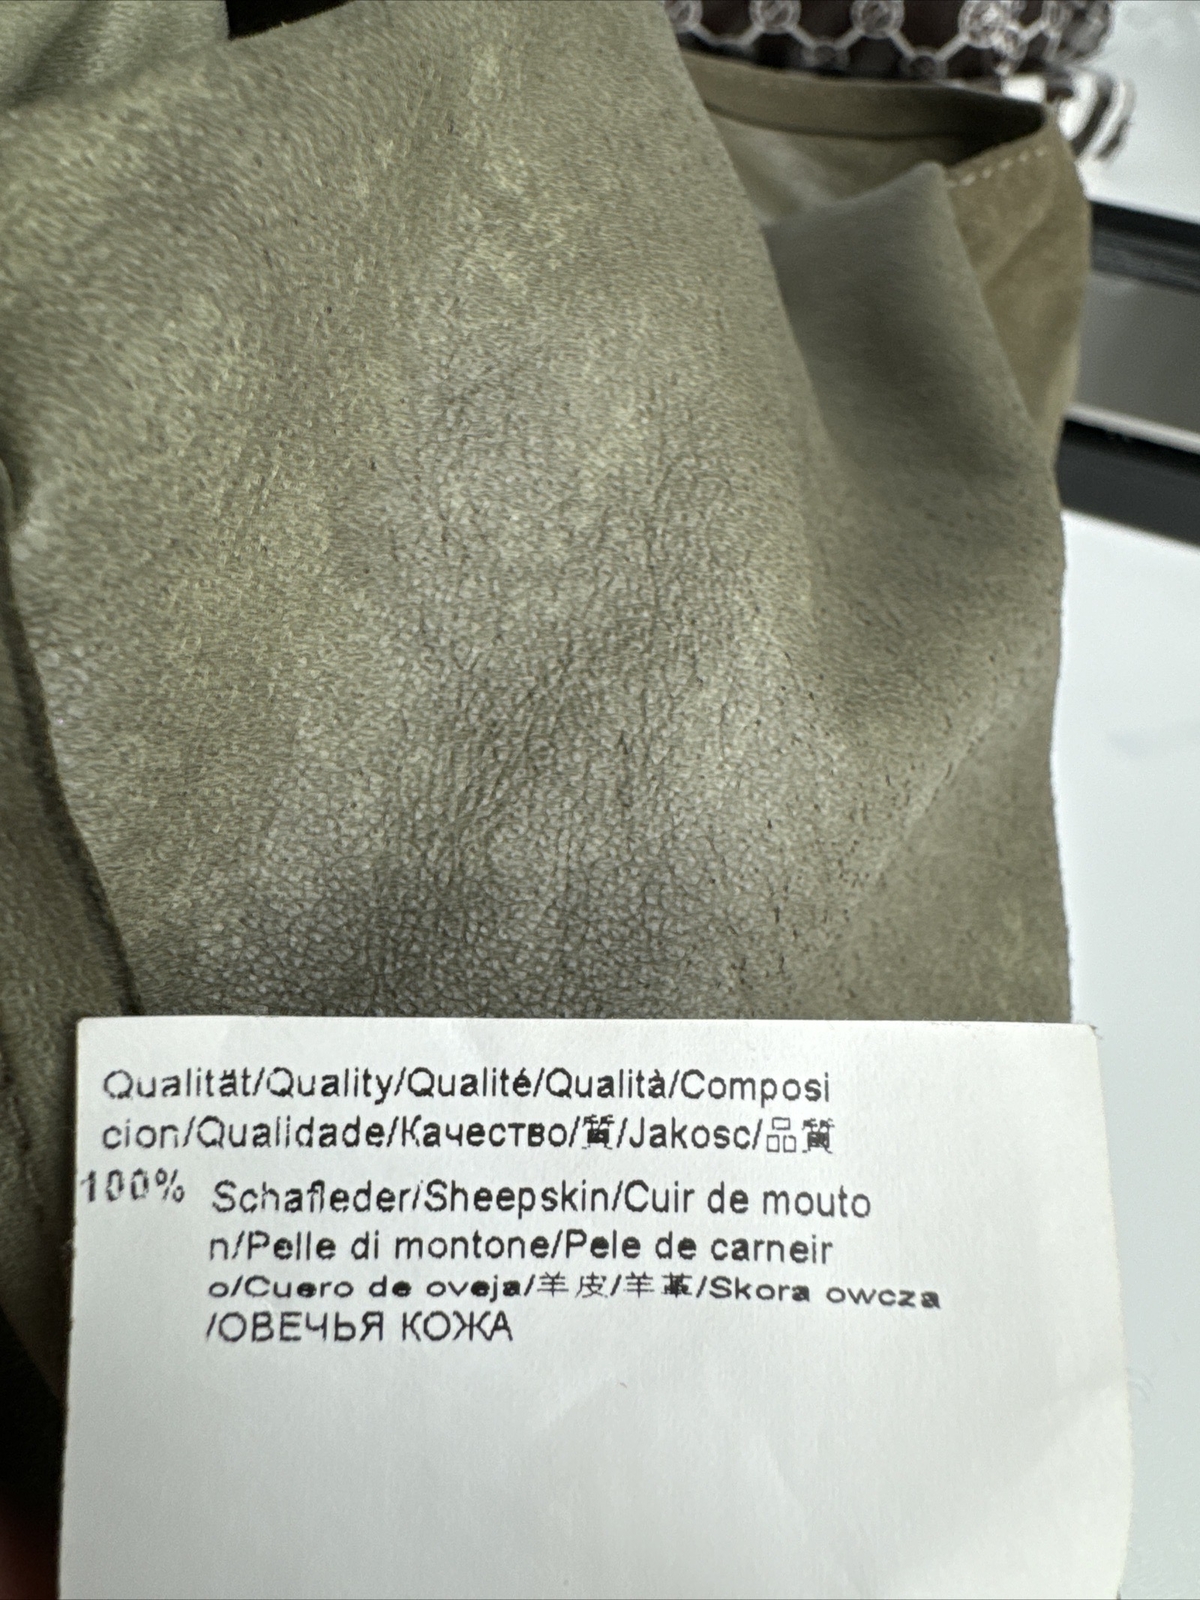 Qualität/Quality/Qualité/Qualità/Composi
cion/Qualidade/Качество/質/Jakosc/品質
100% Schafleder/Sheepskin/Cuir de mouto
n/Pelle di montone/Pele de carneir
o/Cuero de oveja/羊皮/羊革/Skora owcza
/ОВЕЧЬЯ КОЖА